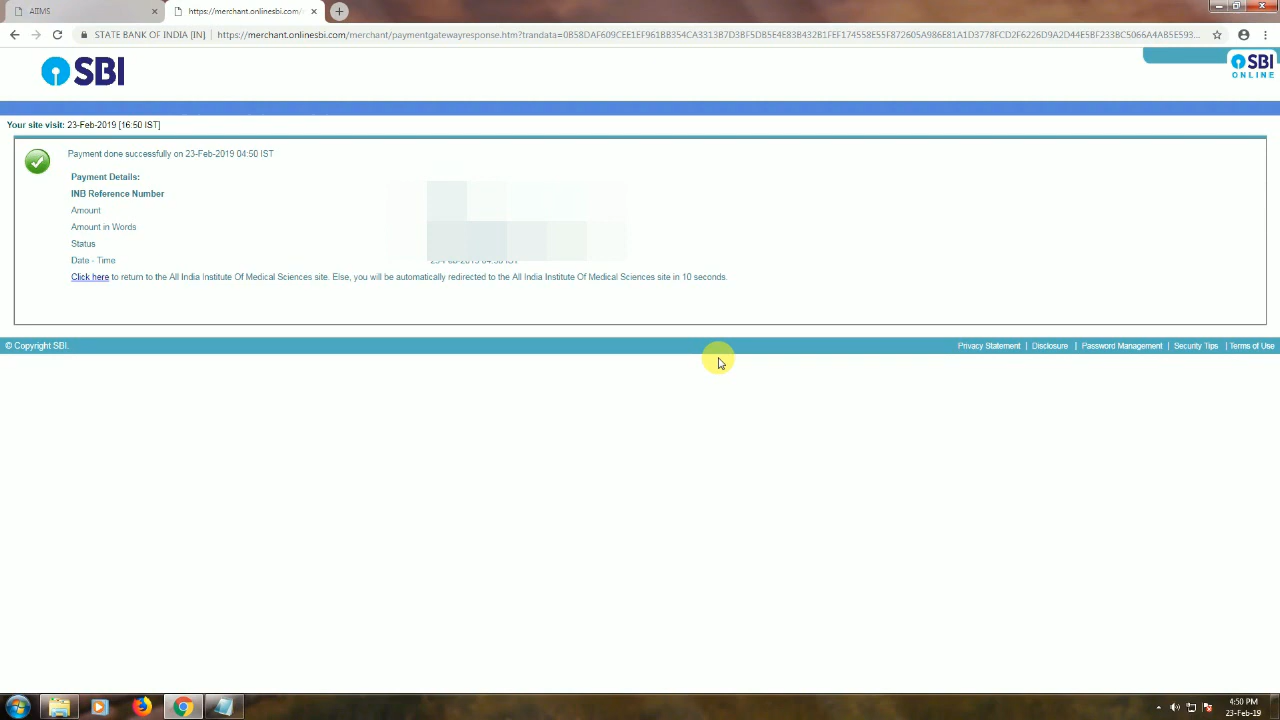 AIIMS
https://merchant.onlinesbi.com/
STATE BANK OF INDIA [IN]
https://merchant.onlinesbi.com/merchant/paymentgatewayresponse.htm?trandata=
SBI
SBI
ONLINE
Your site visit: 23-Feb-2019 [16:50 IST]
Payment done successfully on 23-Feb-2019 04:50 IST
Payment Details:
INB Reference Number
Amount
Amount in Words
Status
Date - Time
Click here to return to the All India Institute Of Medical Sciences site. Else, you will be automatically redirected to the All India Institute Of Medical Sciences site in 10 seconds.
© Copyright SBI.
Privacy Statement | Disclosure | Password Management | Security Tips | Terms of Use
4:50 PM
23-Feb-19